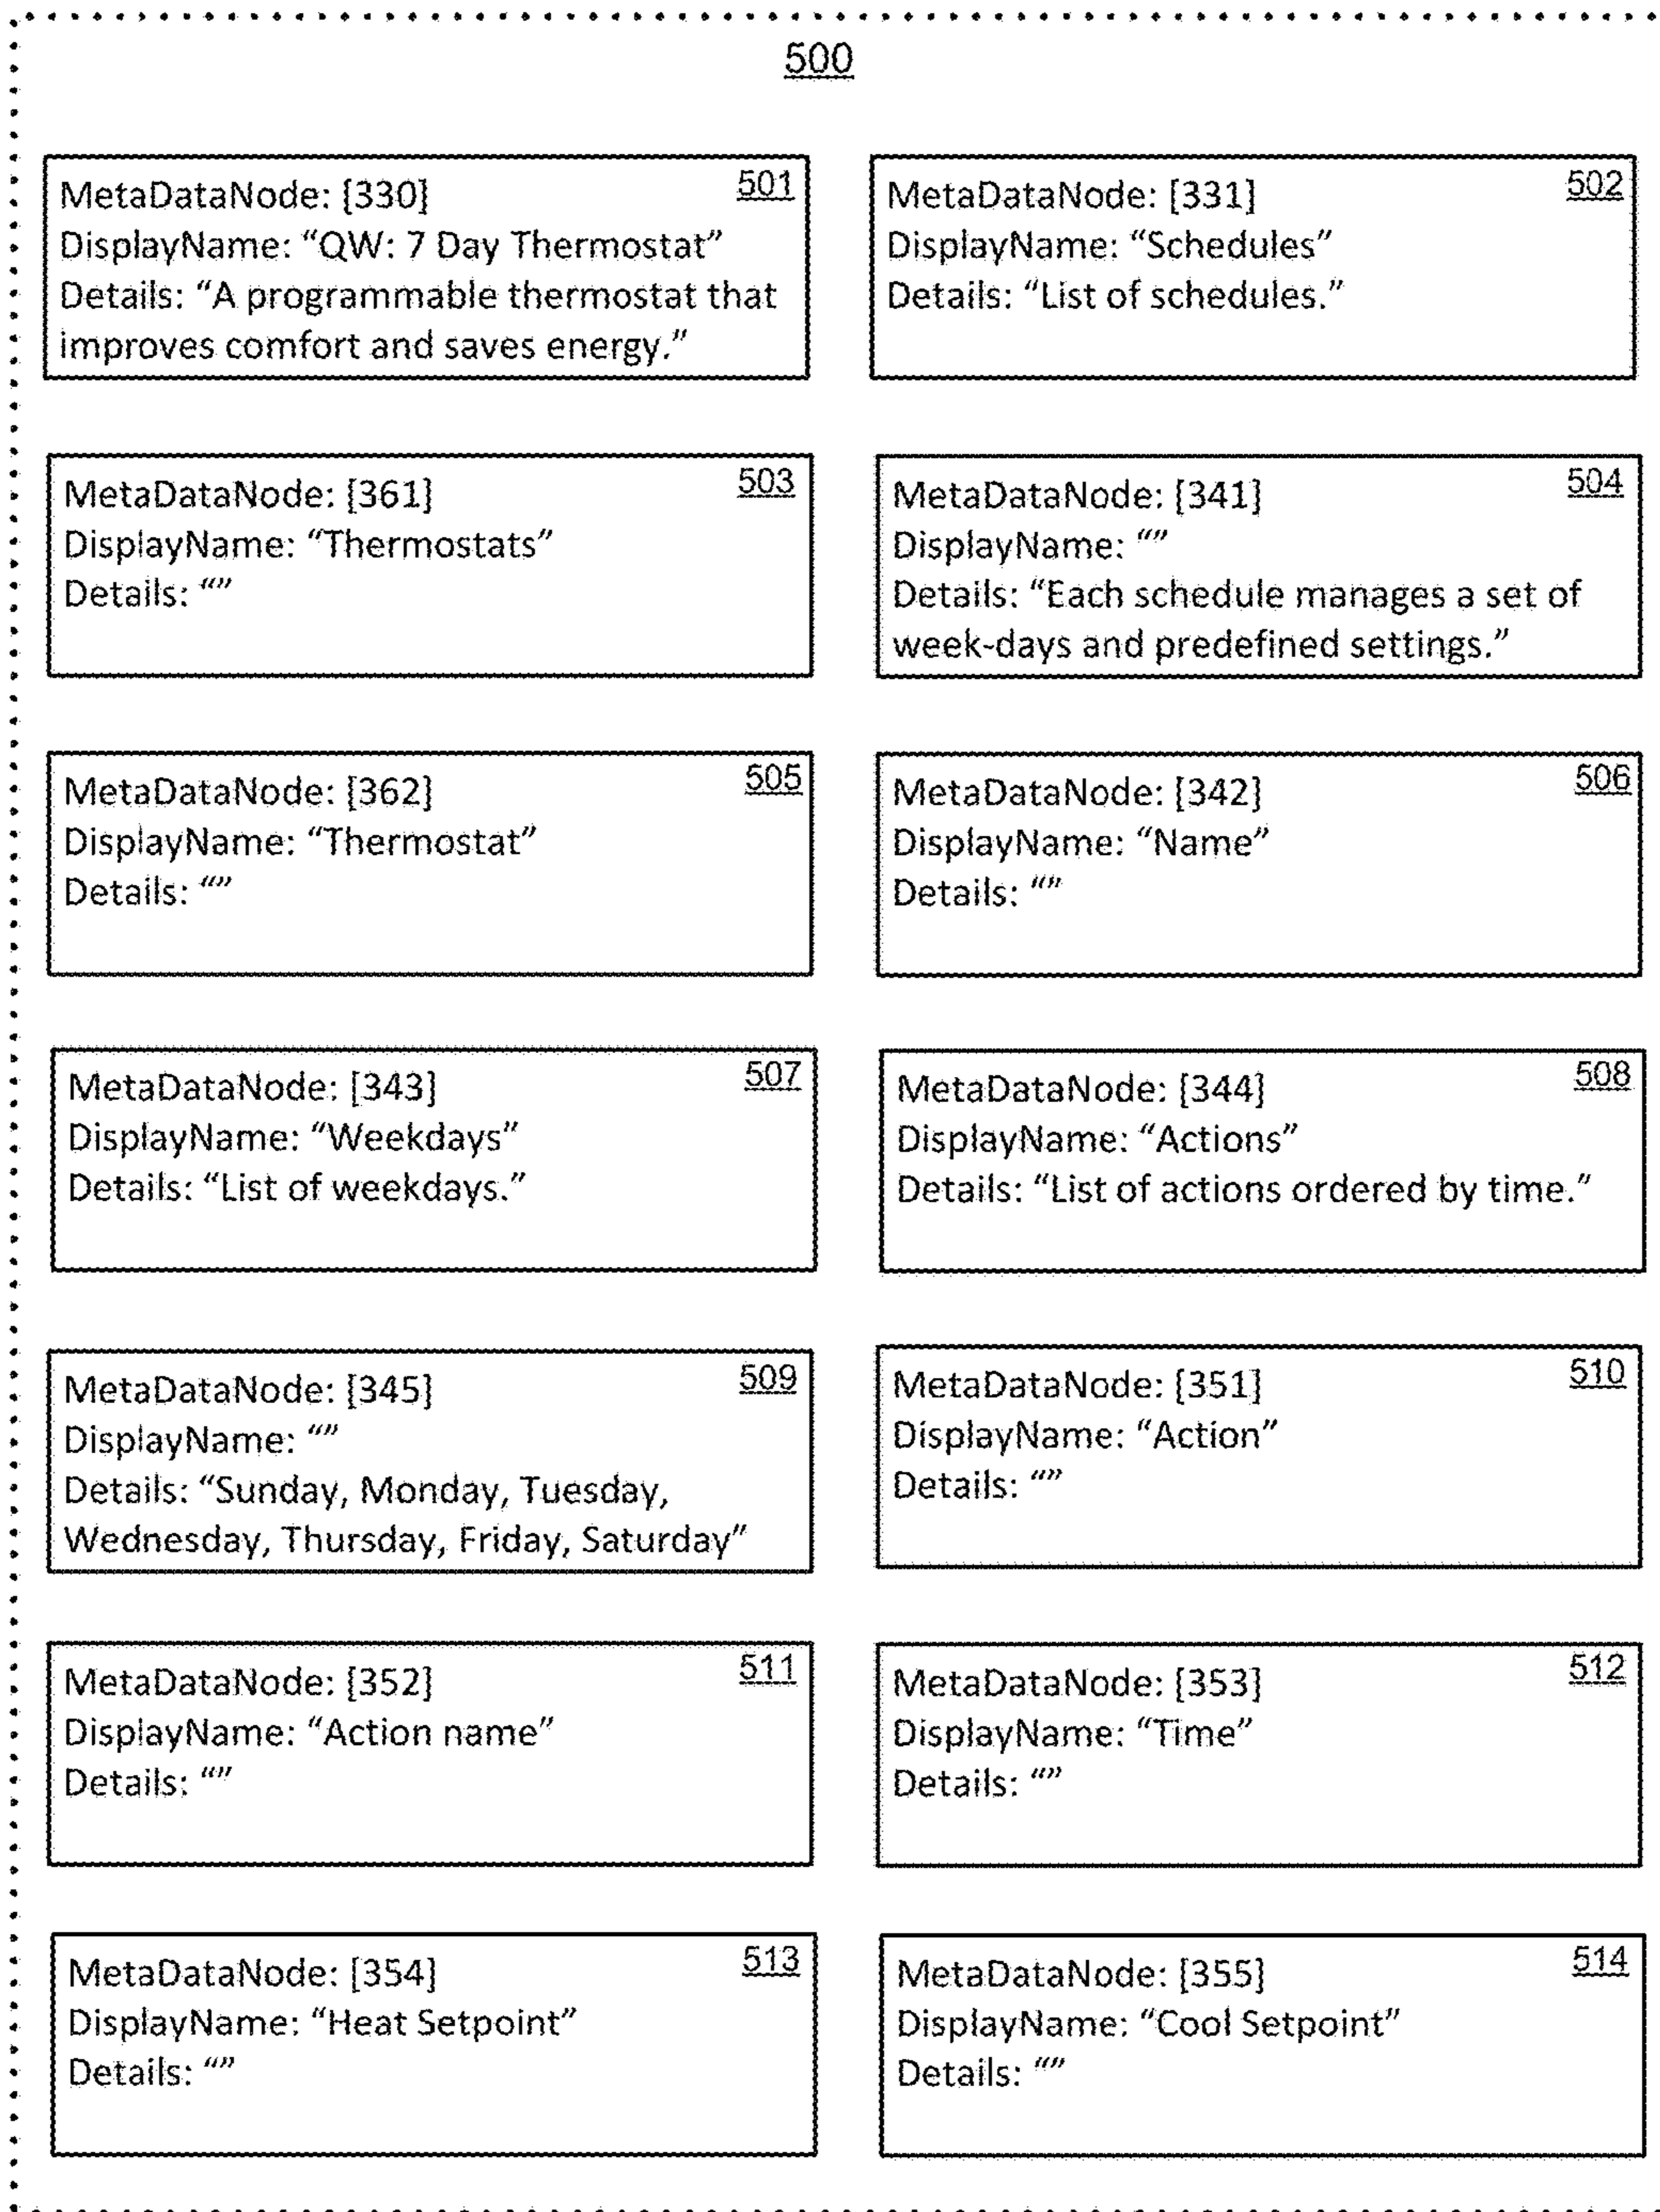 500
501
MetaDataNode: [330]
DisplayName: “QW: 7 Day Thermostat”
Details: “A programmable thermostat that
improves comfort and saves energy.”
502
MetaDataNode: [331]
DisplayName: “Schedules”
Details: “List of schedules.”
503
MetaDataNode: [361]
DisplayName: “Thermostats”
Details: “”
504
MetaDataNode: [341]
DisplayName: “”
Details: “Each schedule manages a set of
week-days and predefined settings.”
505
MetaDataNode: [362]
DisplayName: “Thermostat”
Details: “”
506
MetaDataNode: [342]
DisplayName: “Name”
Details: “”
507
MetaDataNode: [343]
DisplayName: “Weekdays”
Details: “List of weekdays.”
508
MetaDataNode: [344]
DisplayName: “Actions”
Details: “List of actions ordered by time.”
509
MetaDataNode: [345]
DisplayName: “”
Details: “Sunday, Monday, Tuesday,
Wednesday, Thursday, Friday, Saturday”
510
MetaDataNode: [351]
DisplayName: “Action”
Details: “”
511
MetaDataNode: [352]
DisplayName: “Action name”
Details: “”
512
MetaDataNode: [353]
DisplayName: “Time”
Details: “”
513
MetaDataNode: [354]
DisplayName: “Heat Setpoint”
Details: “”
514
MetaDataNode: [355]
DisplayName: “Cool Setpoint”
Details: “”